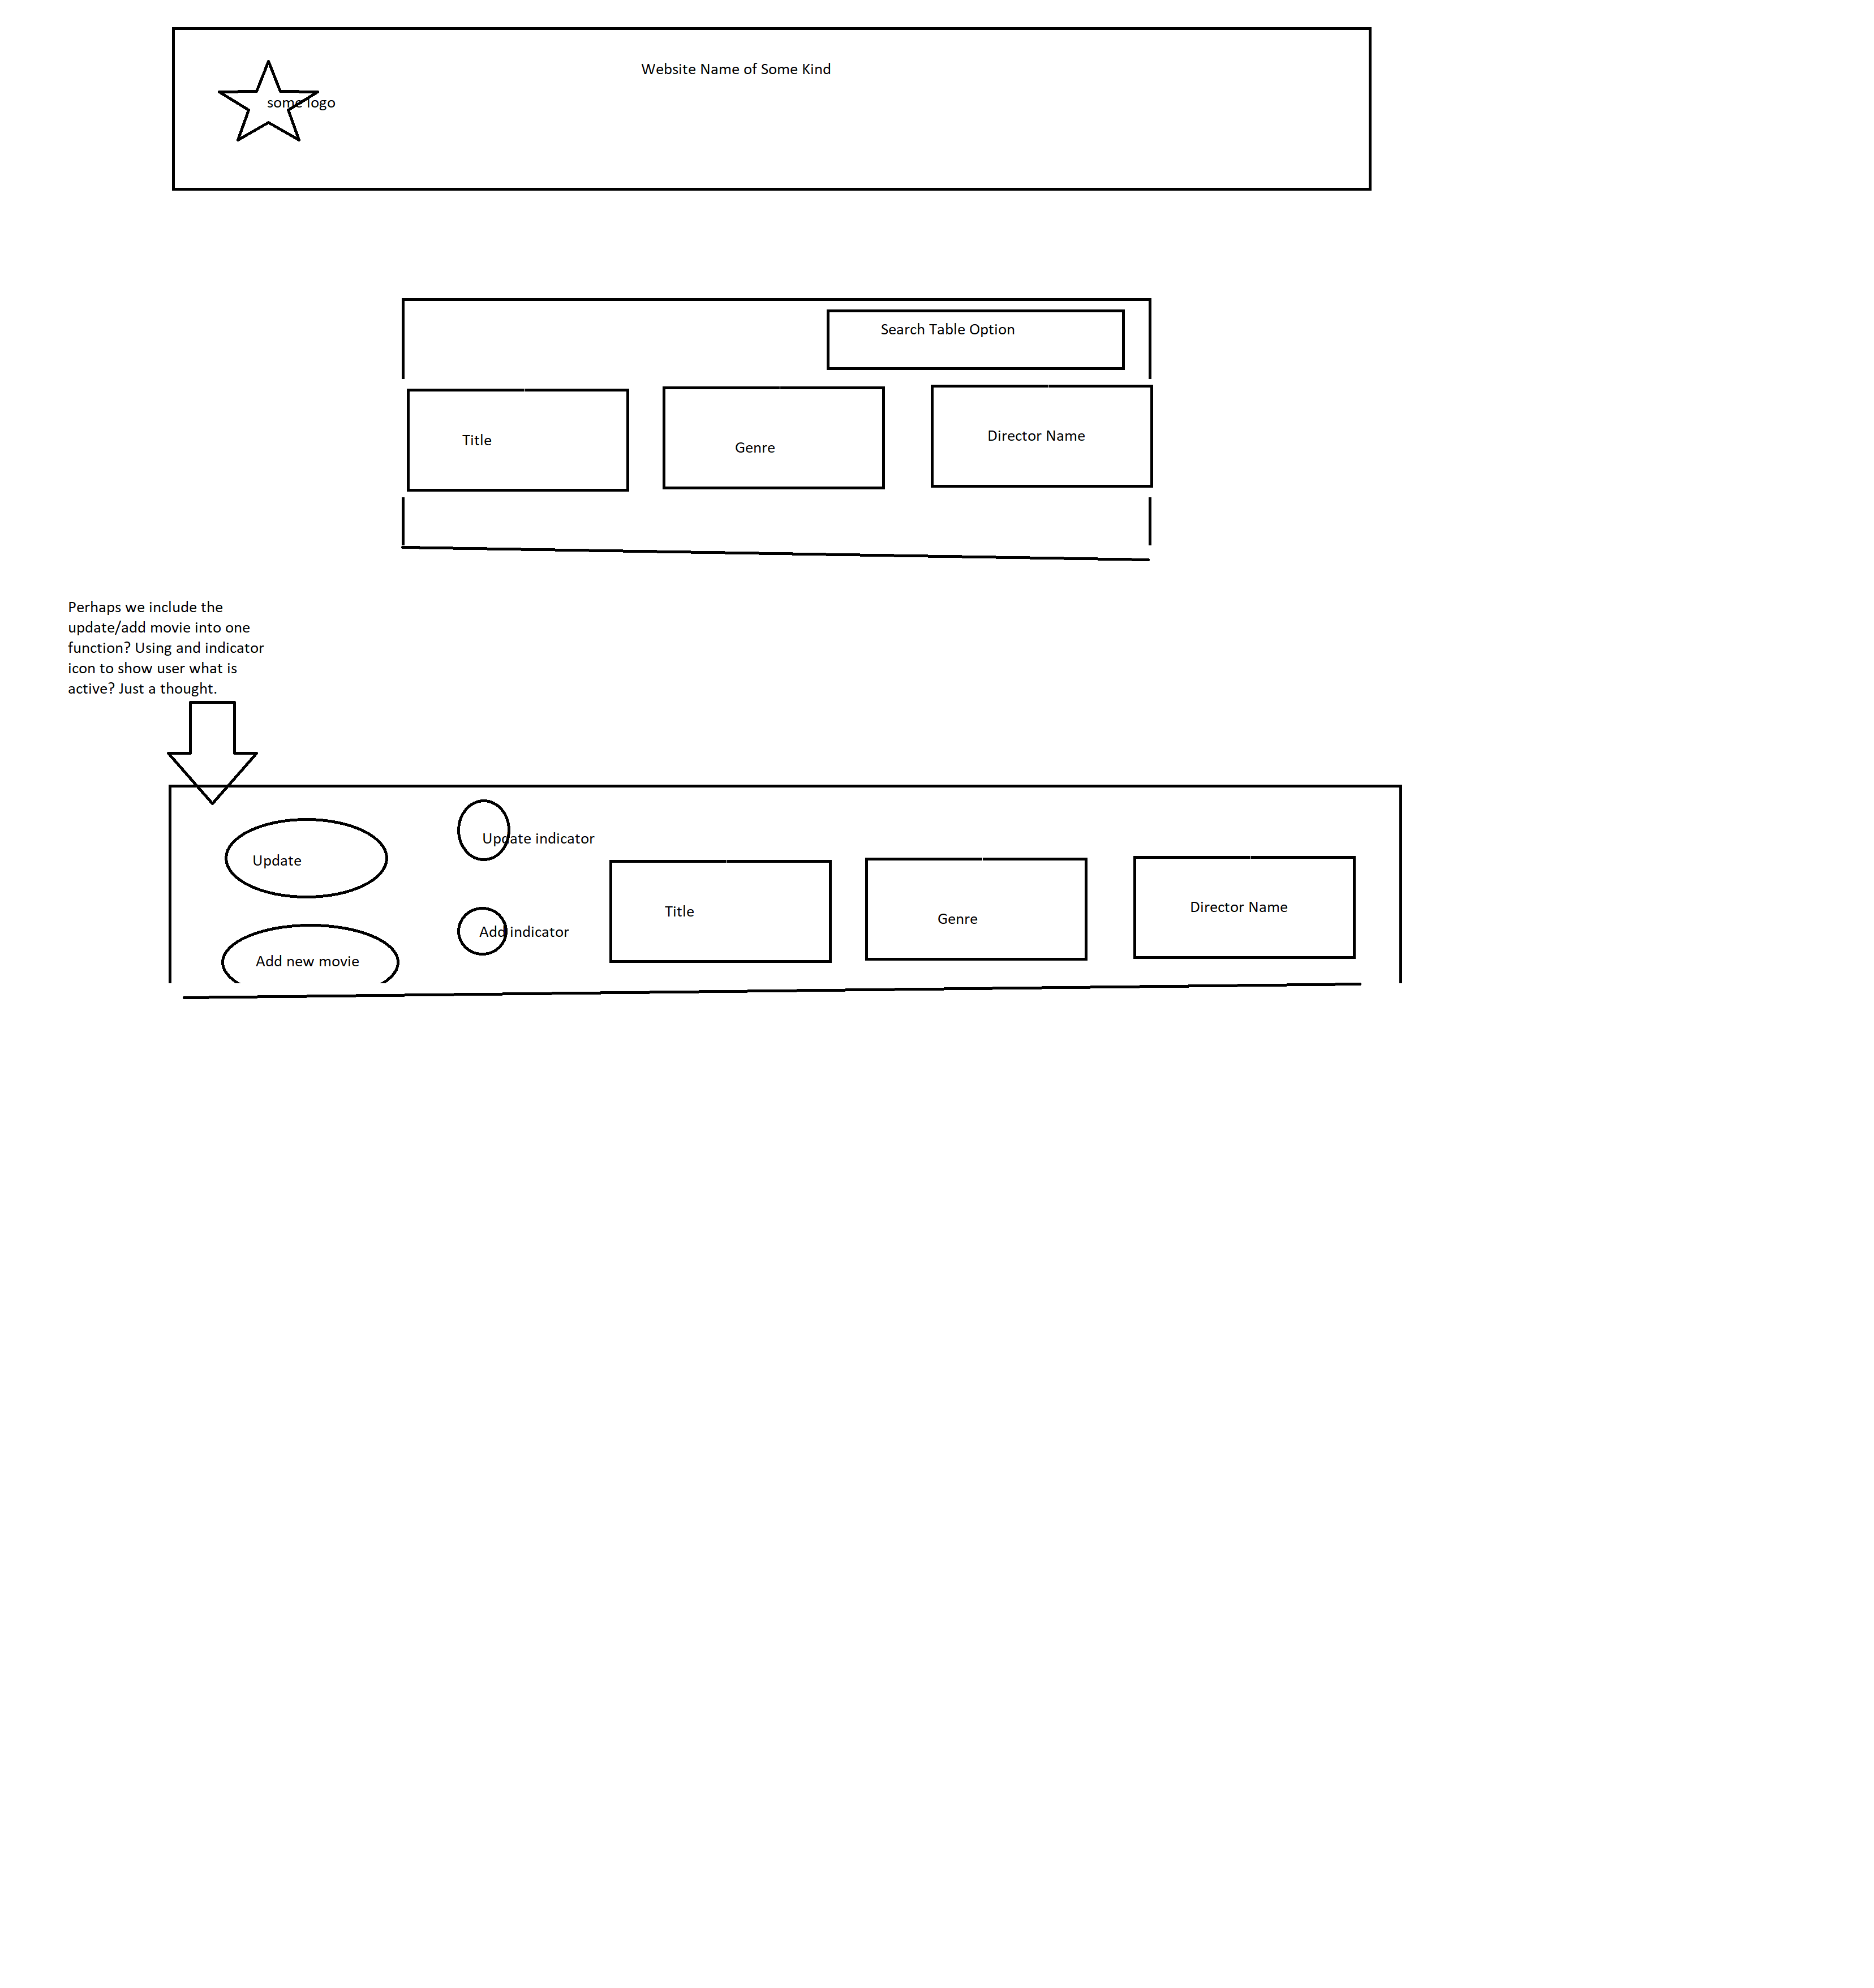 Website Name of Some Kind
some logo
Search Table Option
Title
Genre
Director Name
Perhaps we include the
update/add movie into one
function? Using and indicator
icon to show user what is
active? Just a thought.
Update
Update indicator
Add new movie
Add indicator
Title
Genre
Director Name